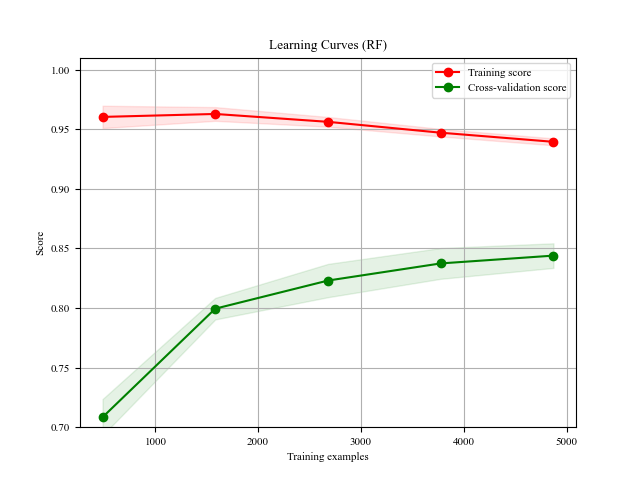 Learning Curves (RF)
Training score
Cross-validation score
1.00
0.95
0.90
0.85
0.80
0.75
0.70
Score
1000 2000 3000 4000 5000
Training examples